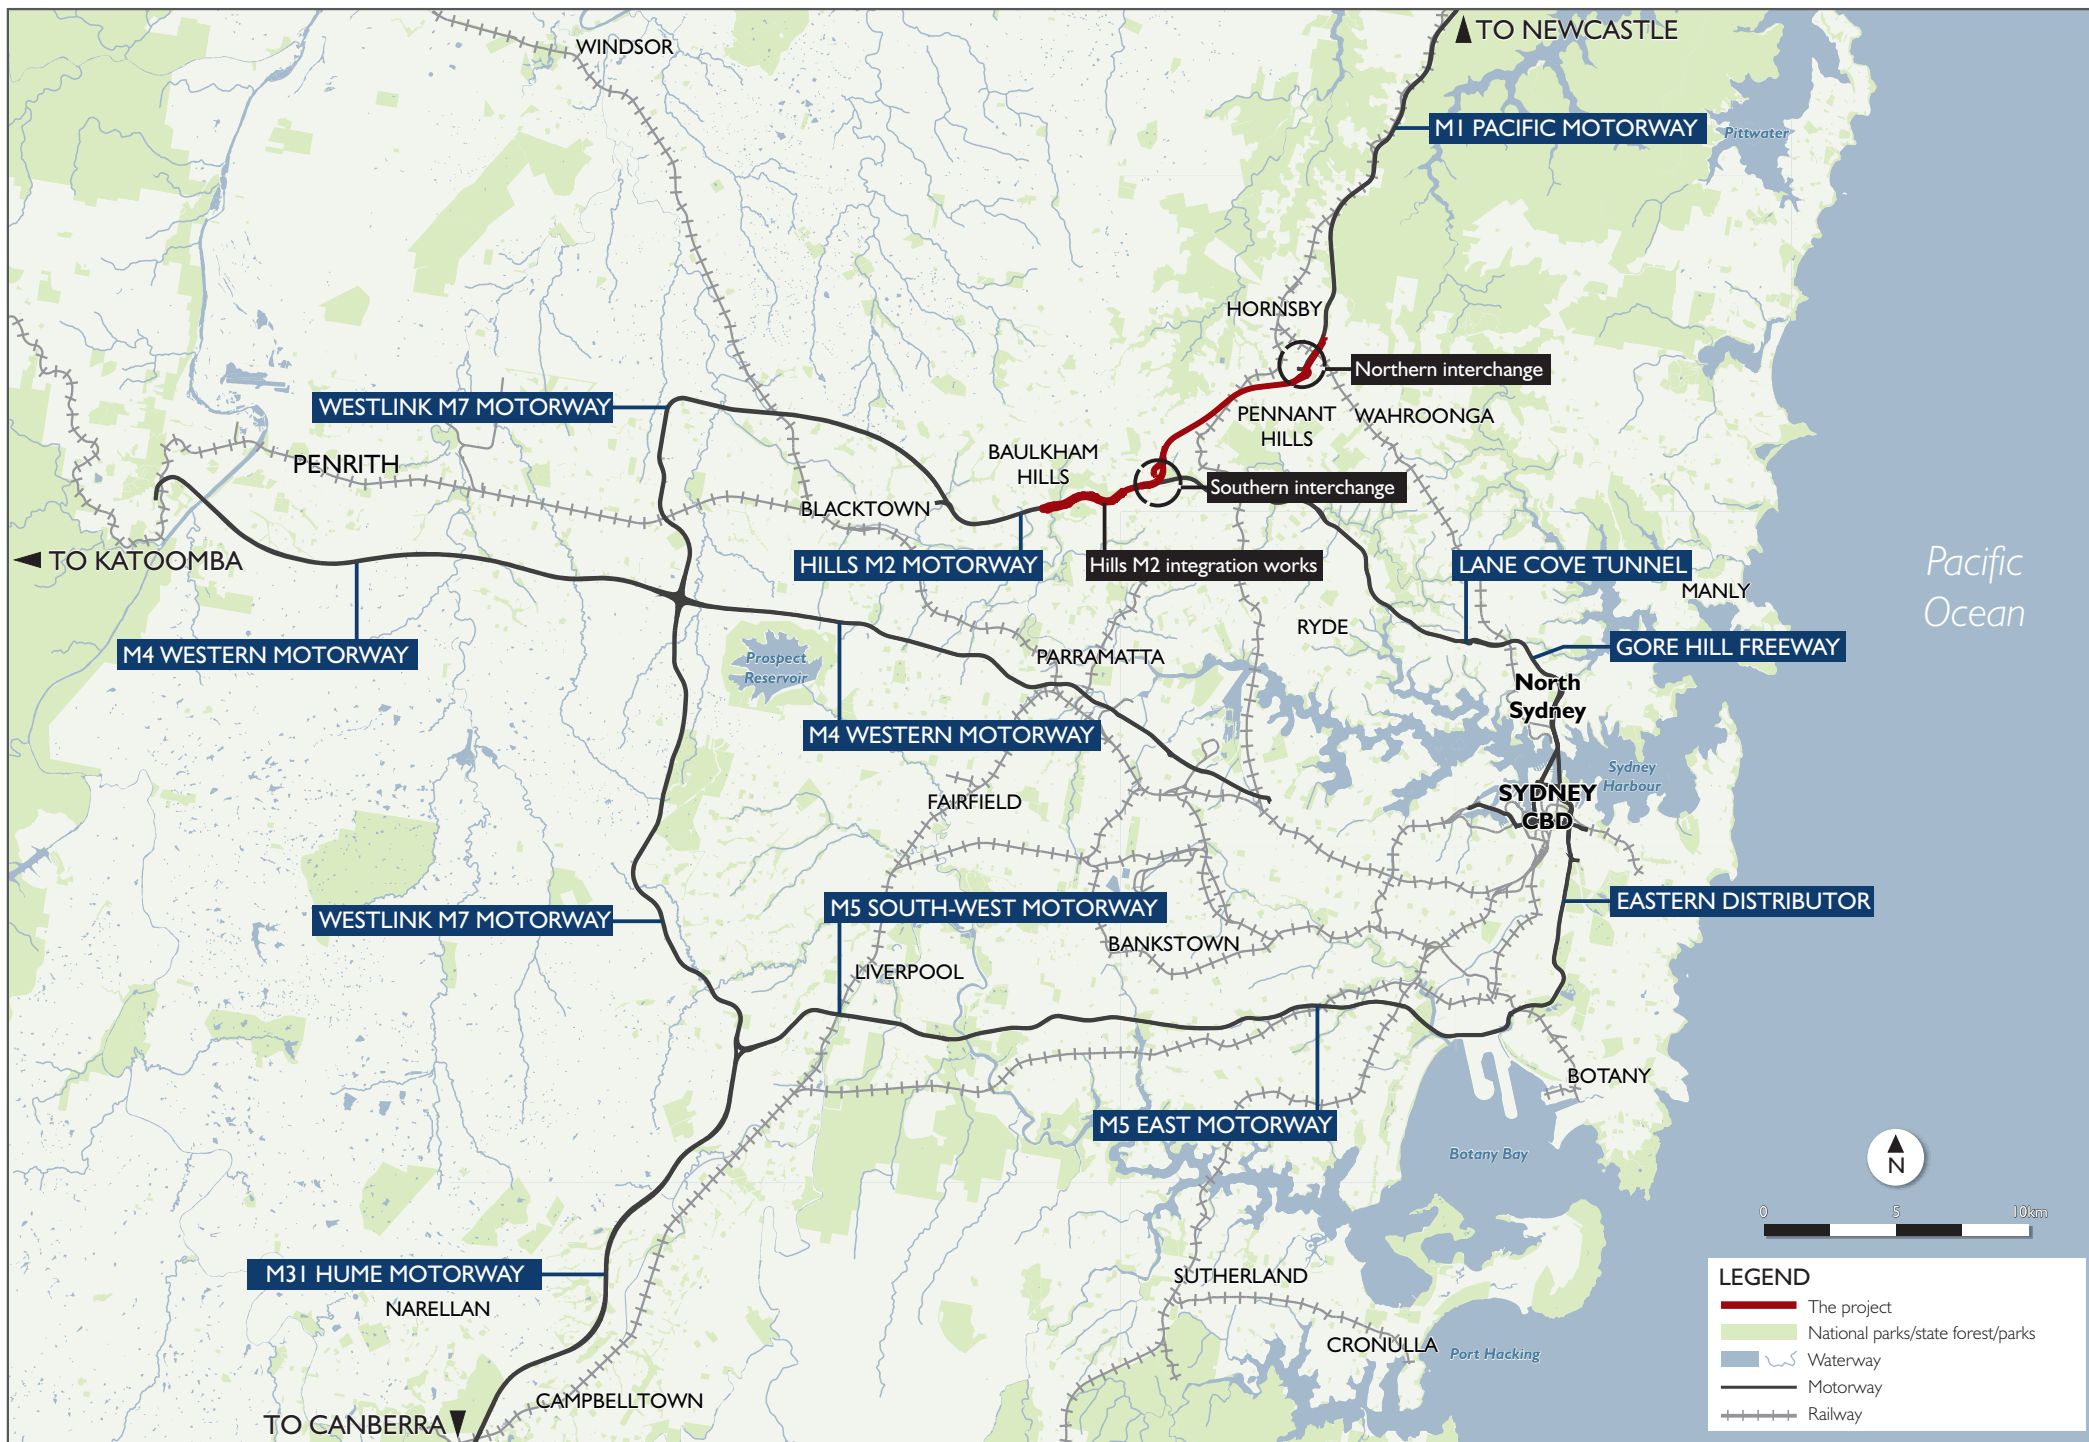 TO NEWCASTLE
WINDSOR
M1 PACIFIC MOTORWAY
Pittwater
HORNSBY
Northern interchange
WESTLINK M7 MOTORWAY
PENNANT
HILLS
WAHROONGA
BAULKHAM
HILLS
PENRITH
Southern interchange
BLACKTOWN
TO KATOOMBA
HILLS M2 MOTORWAY
Hills M2 integration works
LANE COVE TUNNEL
MANLY
Pacific
Ocean
RYDE
M4 WESTERN MOTORWAY
Prospect
Reservoir
PARRAMATTA
GORE HILL FREEWAY
North
Sydney
M4 WESTERN MOTORWAY
Sydney
Harbour
FAIRFIELD
SYDNEY
CBD
WESTLINK M7 MOTORWAY
M5 SOUTH-WEST MOTORWAY
EASTERN DISTRIBUTOR
BANKSTOWN
LIVERPOOL
BOTANY
M5 EAST MOTORWAY
Botany Bay
N
0 5 10km
M31 HUME MOTORWAY
NARELLAN
SUTHERLAND
CRONULLA
Port Hacking
CAMPBELLTOWN
TO CANBERRA
LEGEND
The project
National parks/state forest/parks
Waterway
Motorway
Railway